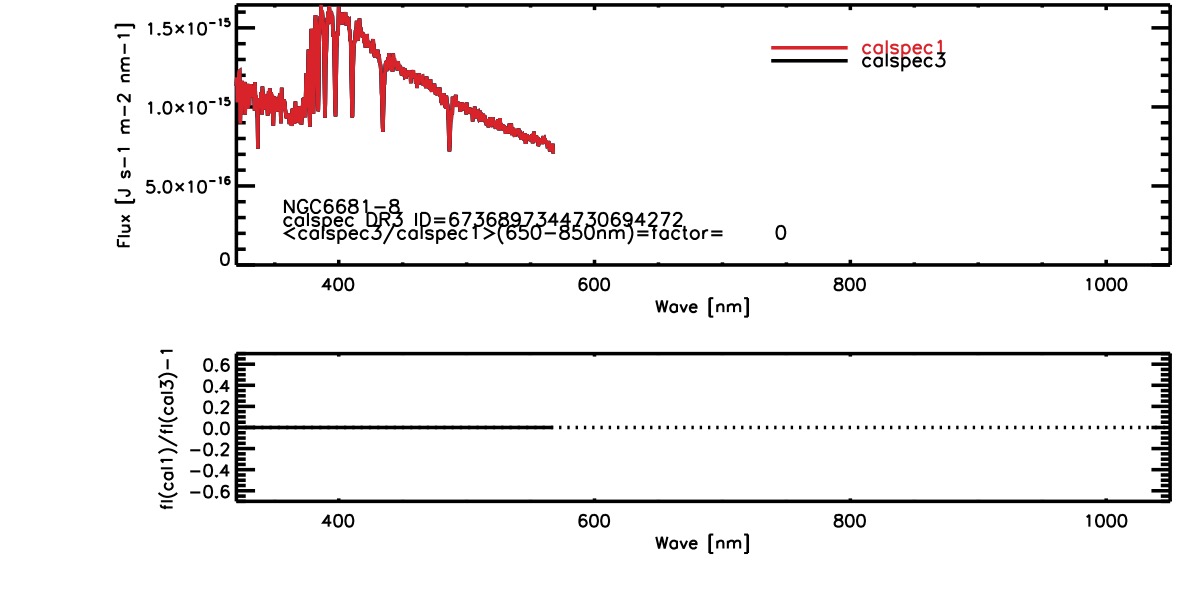 1.5×10−15
1.0×10−15
5.0×10−16
0
Flux [J s−1 m−2 nm−1]
calspec1
calspec3
NGC6681−8
calspec DR3 ID=6736897344730694272,
<calspec3/calspec1>(650−850nm)=factor= 0
400 600 800 1000
Wave [nm]
0.6
0.4
0.2
0.0
−0.2
−0.4
−0.6
fl(cal1)/fl(cal3)−1
400 600 800 1000
Wave [nm]